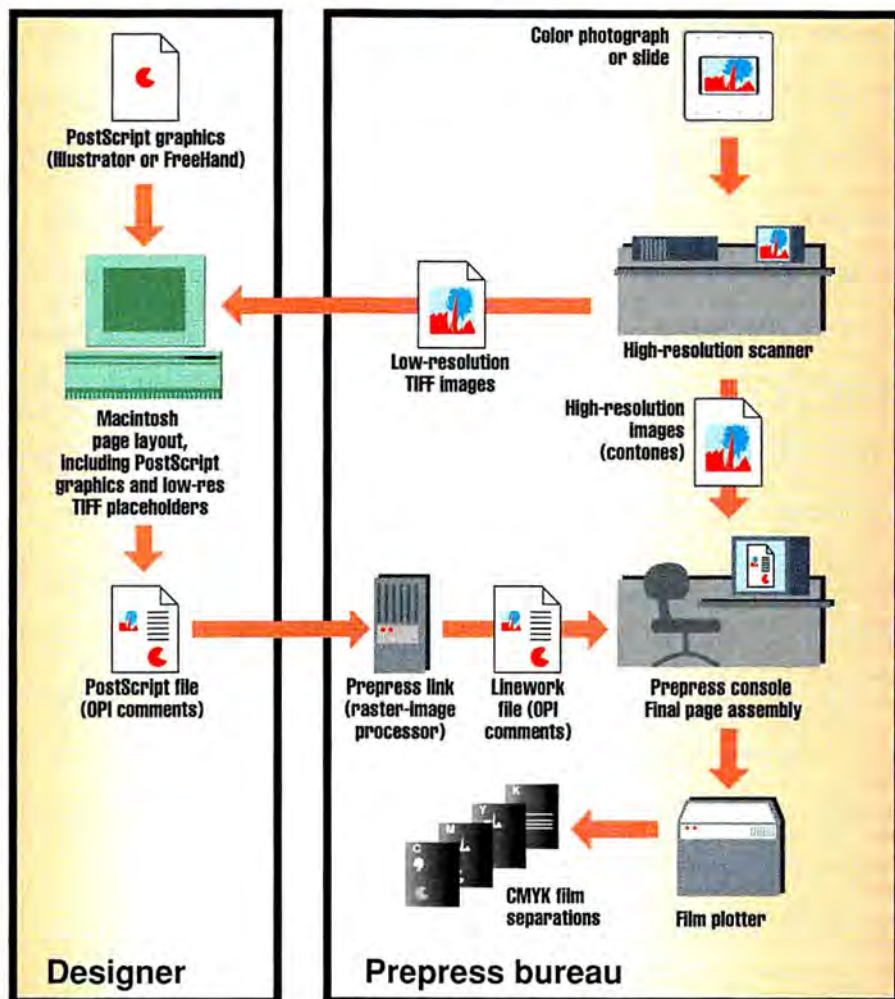 PostScript graphics
(Illustrator or FreeHand)
Macintosh
page layout,
including PostScript
graphics and low-res
TIFF placeholders
PostScript file
(OPI comments)
Designer
Color photograph
or slide
High-resolution scanner
Low-resolution
TIFF images
High-resolution
images
(contones)
Prepress link
(raster-image
processor)
Linework
file (OPI
comments)
Prepress console
Final page assembly
Film plotter
C
M
Y
K
CMYK film
separations
Prepress bureau